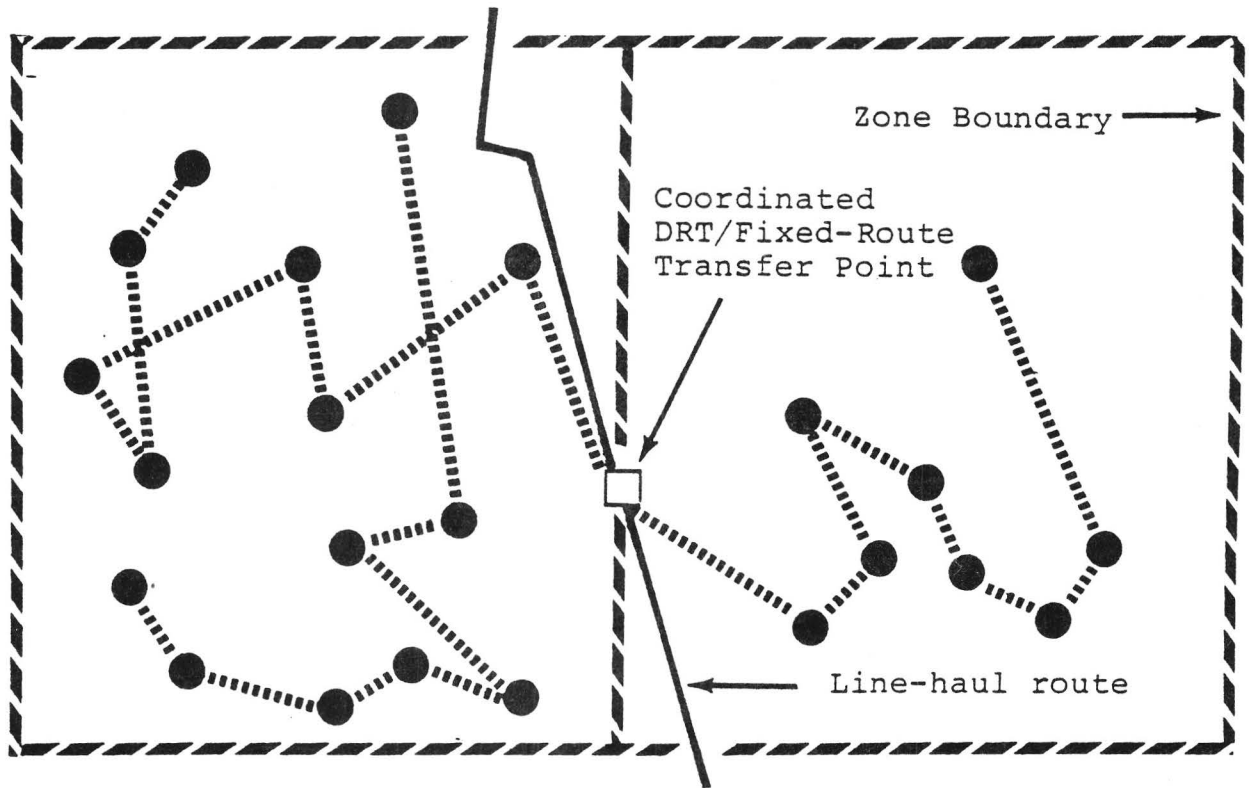 Zone Boundary
Coordinated
DRT/Fixed-Route
Transfer Point
Line-haul route